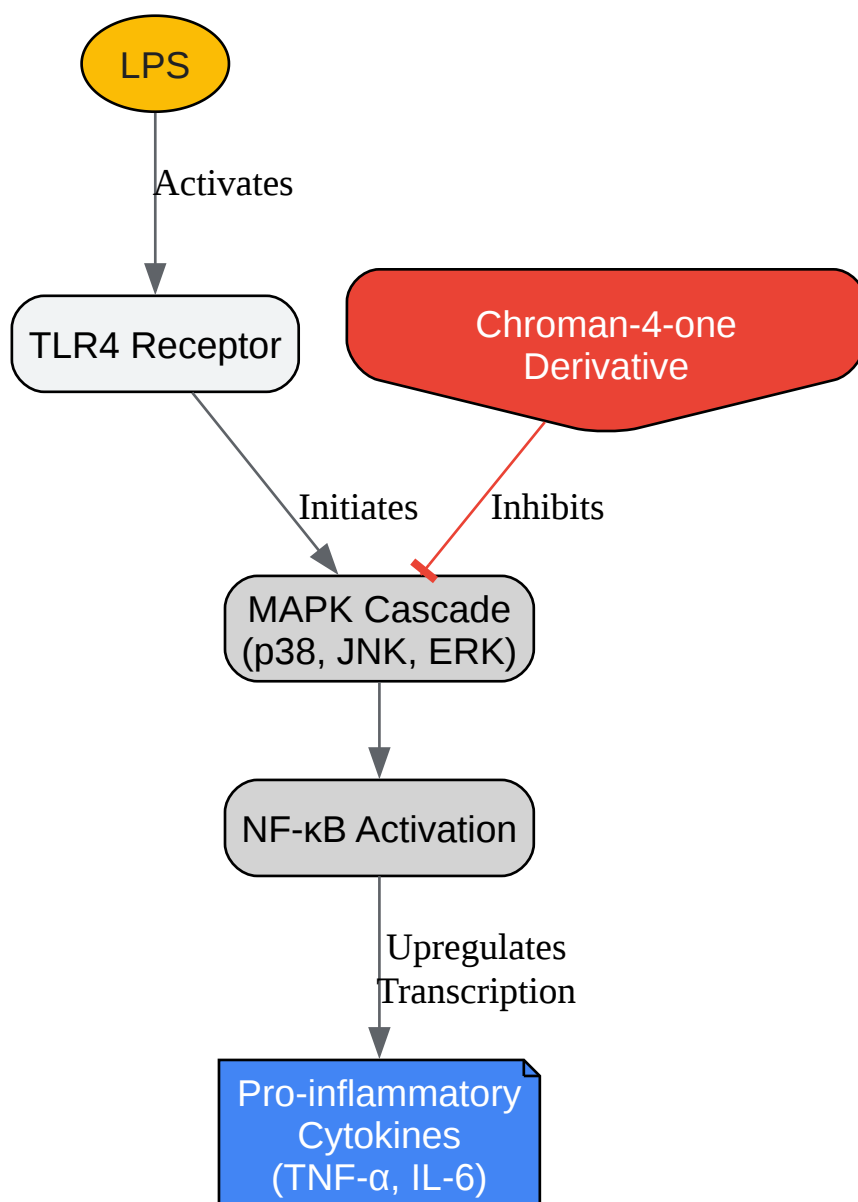 LPS
Activates
TLR4 Receptor
Chroman-4-one
Derivative
Initiates
Inhibits
MAPK Cascade
(p38, JNK, ERK)
NF-κB Activation
Upregulates
Transcription
Pro-inflammatory
Cytokines
(TNF-α, IL-6)